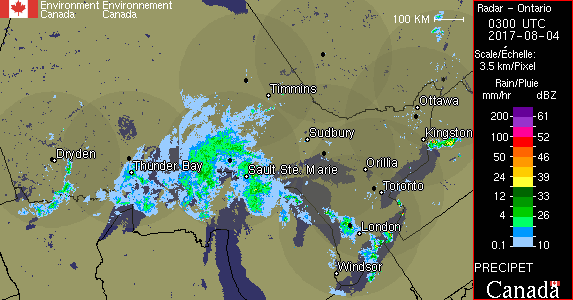 Environment Environnement
Canada Canada
100 KM
Timmins
Ottawa
Sudbury
Kingston
Dryden
Thunder Bay
Sault Ste. Marie
Orillia
Toronto
London
Windsor
Radar - Ontario
0300 UTC
2017-08-04
Scale/Échelle:
3.5 km/Pixel
Rain/Pluie
mm/hr dBZ
200 61
100 52
50 46
24 39
12 33
4 26
0.1 10
PRECIPET
Canada